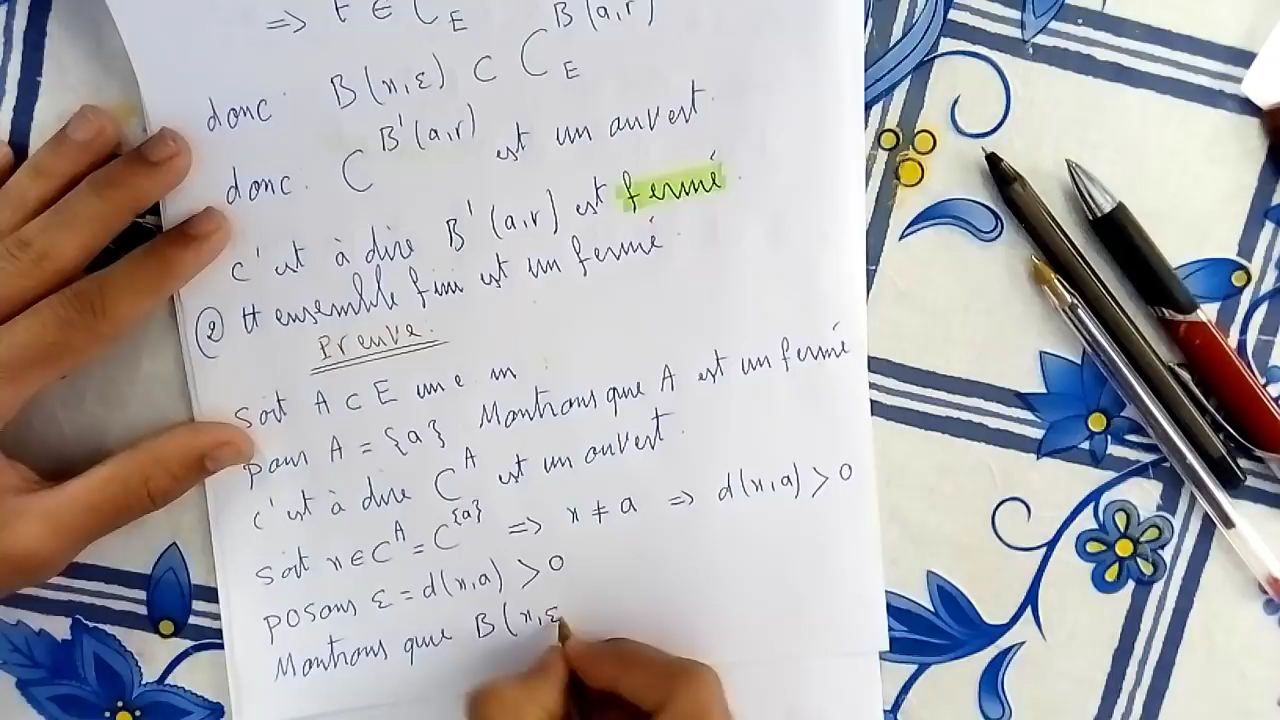 => t ∈ C_E^B(a,r)
donc: B(x,ε) ⊂ C_E
donc: C^B'(a,r) est un ouvert.
c'est à dire B'(a,r) est fermé.
② tt ensemble fini est un fermé.
Preuve.
Soit A ⊂ E un e m
pour A = {a} Montrons que A est un fermé
c'est à dire C^A est un ouvert.
soit x ∈ C^A = C^{a} => x ≠ a => d(x,a) > 0
posons ε = d(x,a) > 0
Montrons que B(x,ε